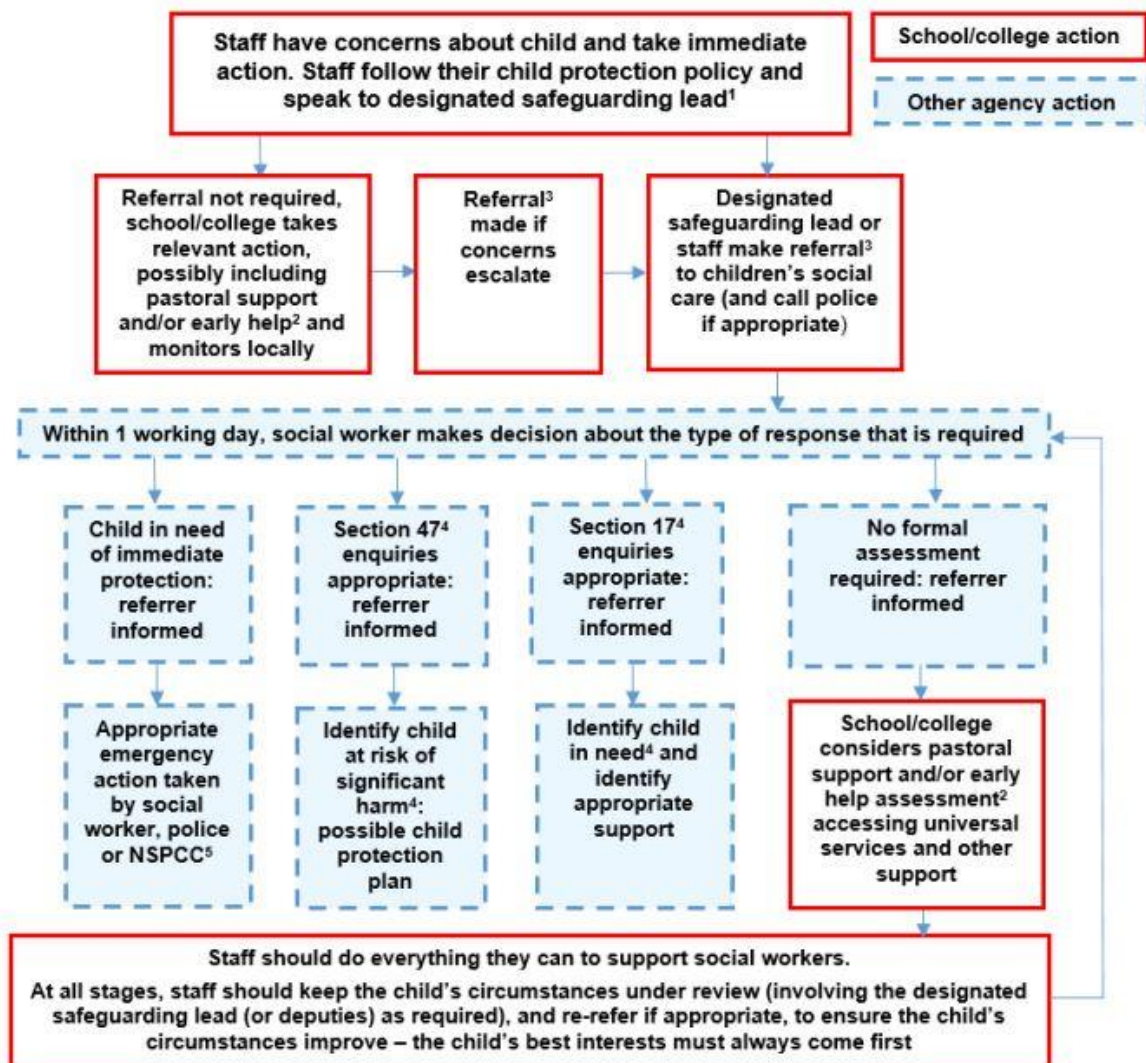 Staff have concerns about child and take immediate
action. Staff follow their child protection policy and
speak to designated safeguarding lead¹
School/college action
Other agency action
Referral not required,
school/college takes
relevant action,
possibly including
pastoral support
and/or early help² and
monitors locally
Referral³
made if
concerns
escalate
Designated
safeguarding lead or
staff make referral³
to children’s social
care (and call police
if appropriate)
Within 1 working day, social worker makes decision about the type of response that is required
Child in need
of immediate
protection:
referrer
informed
Section 47⁴
enquiries
appropriate:
referrer
informed
Section 17⁴
enquiries
appropriate:
referrer
informed
No formal
assessment
required: referrer
informed
Appropriate
emergency
action taken
by social
worker, police
or NSPCC⁵
Identify child
at risk of
significant
harm⁴:
possible child
protection
plan
Identify child
in need⁴ and
identify
appropriate
support
School/college
considers pastoral
support and/or early
help assessment²
accessing universal
services and other
support
Staff should do everything they can to support social workers.
At all stages, staff should keep the child’s circumstances under review (involving the designated
safeguarding lead (or deputies) as required), and re-refer if appropriate, to ensure the child’s
circumstances improve – the child’s best interests must always come first